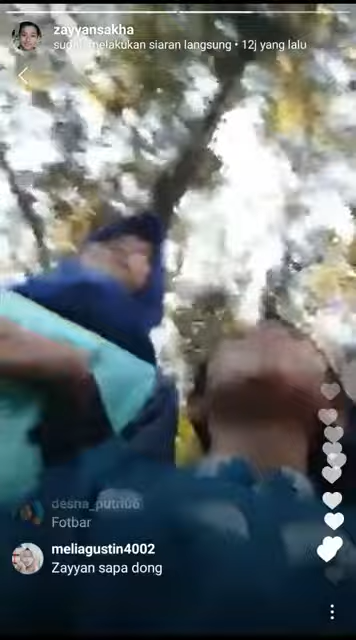 zayyansakha
sudah melakukan siaran langsung • 12j yang lalu
desna_putri06
Fotbar
meliagustin4002
Zayyan sapa dong